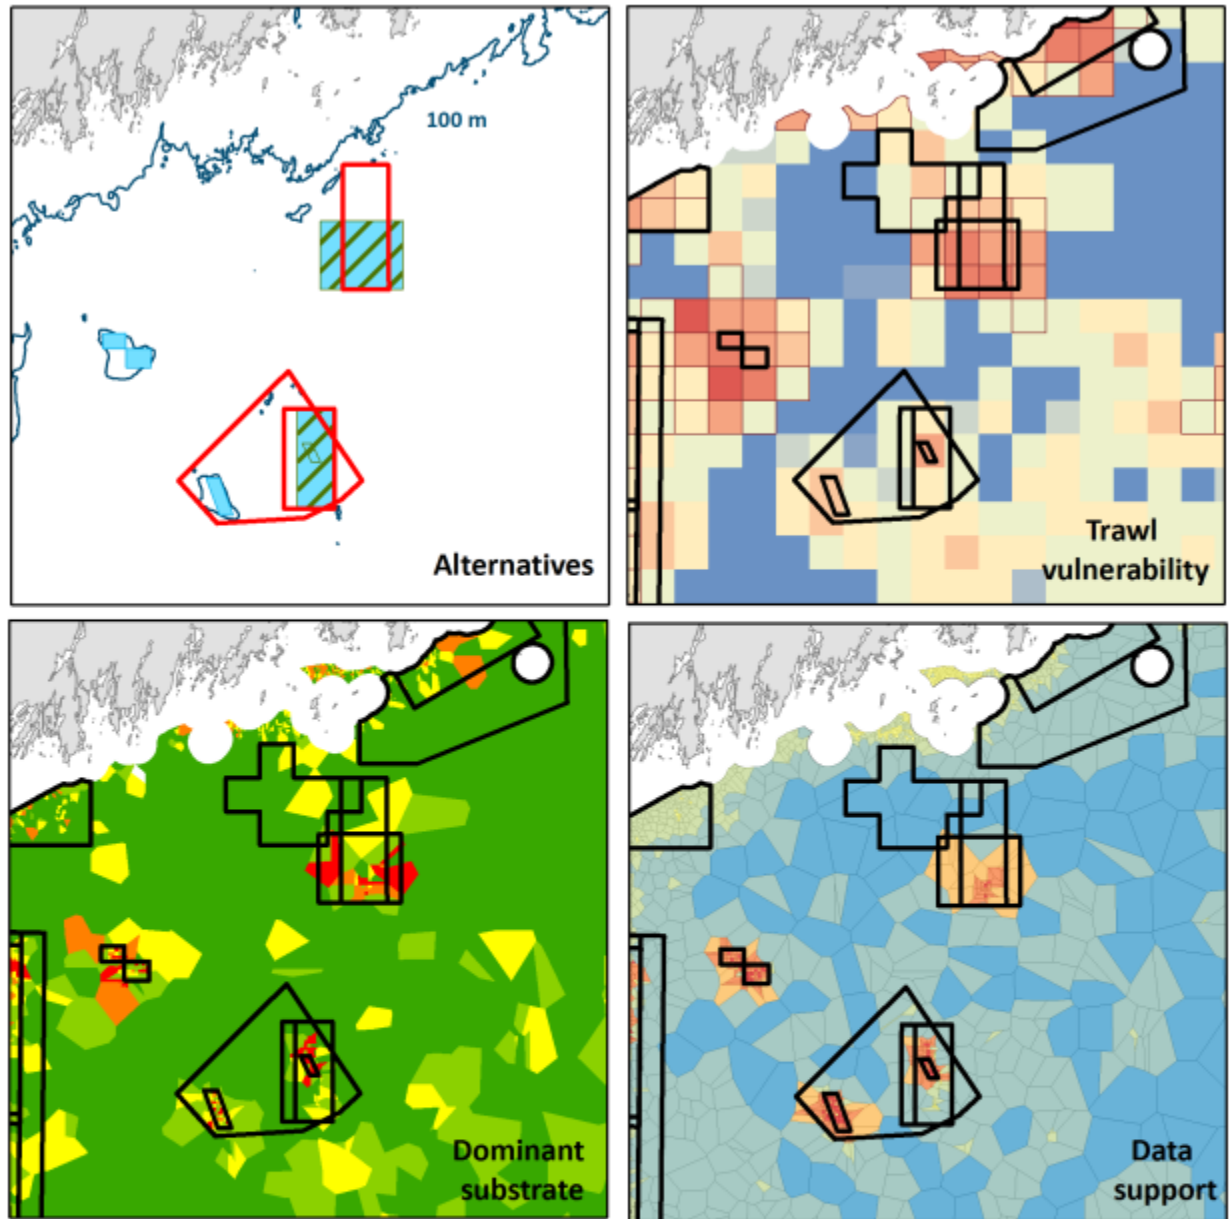 100 m
Alternatives
Trawl
vulnerability
Dominant
substrate
Data
support